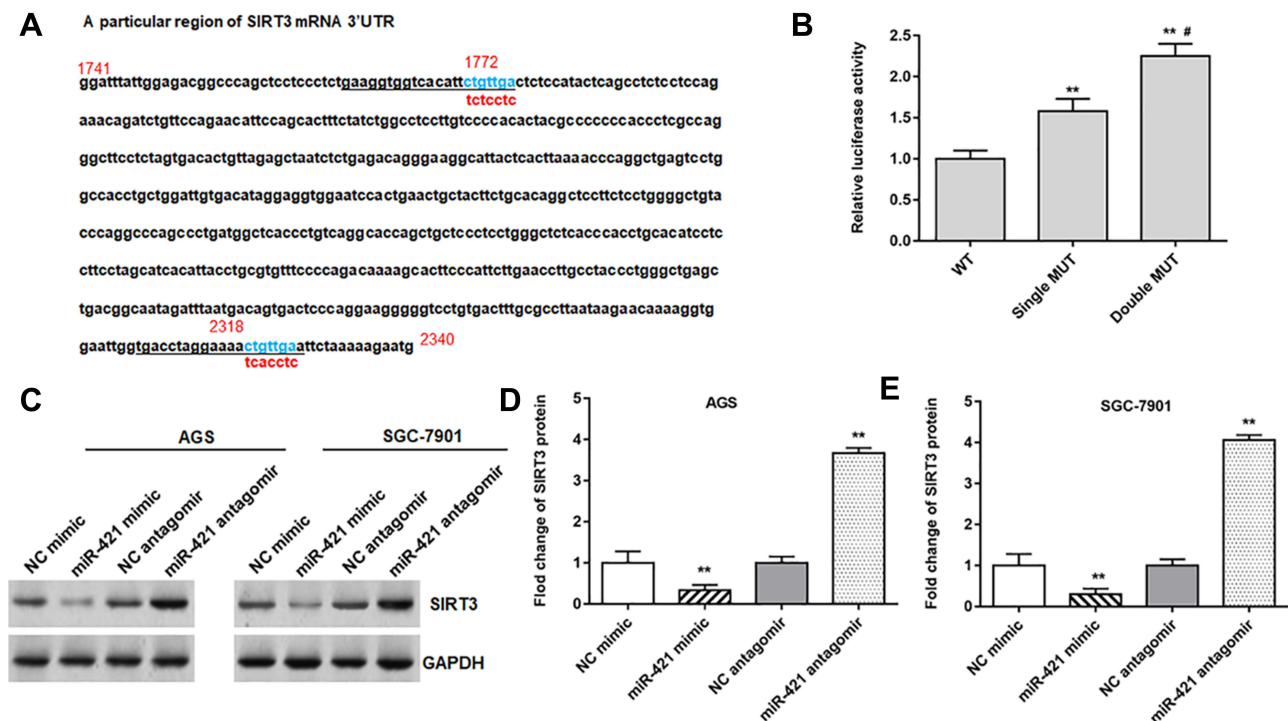 A
A particular region of SIRT3 mRNA 3'UTR
1741
1772
ggatttattggagacggcccagctcctccctctgaaggtggtcacattctgttgactctccatactcagcctctcctccag
tctcctc
aaacagatctgttccagaacattccagcactttctatctggcctccttgtccccacactacgcccccccaccctcgccag
ggcttcctctagtgacactgttagagctaatctctgagacagggaaggcattactcacttaaaacccaggctgagtcctg
gccacctgctggattgtgacataggaggtggaatccactgaactgctacttctgcacaggctccttctcctggggctgta
cccaggcccagccctgatggctcaccctgtcaggcaccagctgctccctcctgggctctcacccacctgcacatcctc
cttcctagcatcacattacctgcgtgtttccccagacaaaagcacttcccattcttgaaccttgcctaccctgggctgagc
tgacggcaatagatttaatgacagtgactcccaggaagggggtcctgtgactttgcgccttaataagaacaaaaggtg
2318
gaattggtgacctaggaaaactgttgaattctaaaaagaatg
2340
tcacctc
B
Relative luciferase activity
2.5
2.0
1.5
1.0
0.5
0.0
**
** #
WT
Single MUT
Double MUT
C
AGS
SGC-7901
NC mimic
miR-421 mimic
NC antagomir
miR-421 antagomir
NC mimic
miR-421 mimic
NC antagomir
miR-421 antagomir
SIRT3
GAPDH
D
AGS
Flod change of SIRT3 protein
5
4
3
2
1
0
**
**
NC mimic
miR-421 mimic
NC antagomir
miR-421 antagomir
E
SGC-7901
Fold change of SIRT3 protein
5
4
3
2
1
0
**
**
NC mimic
miR-421 mimic
NC antagomir
miR-421 antagomir